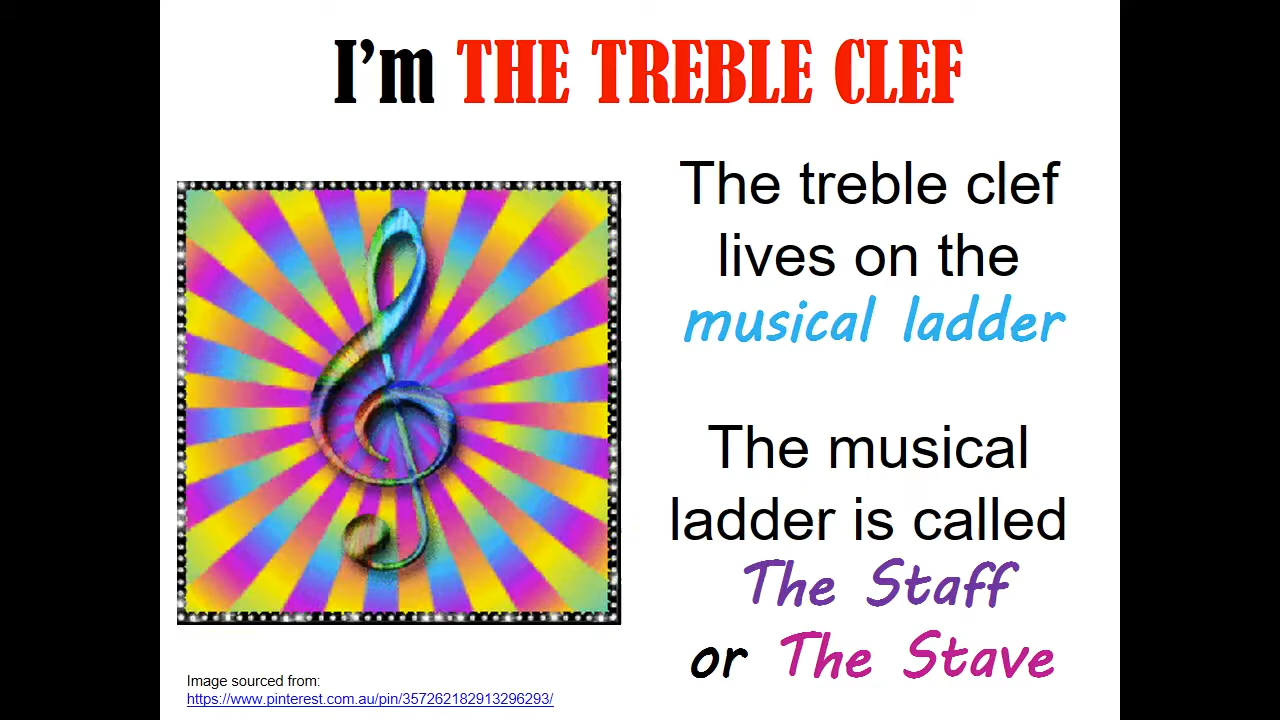 I'm THE TREBLE CLEF
The treble clef
lives on the
musical ladder
The musical
ladder is called
The Staff
or The Stave
Image sourced from:
https://www.pinterest.com.au/pin/357262182913296293/